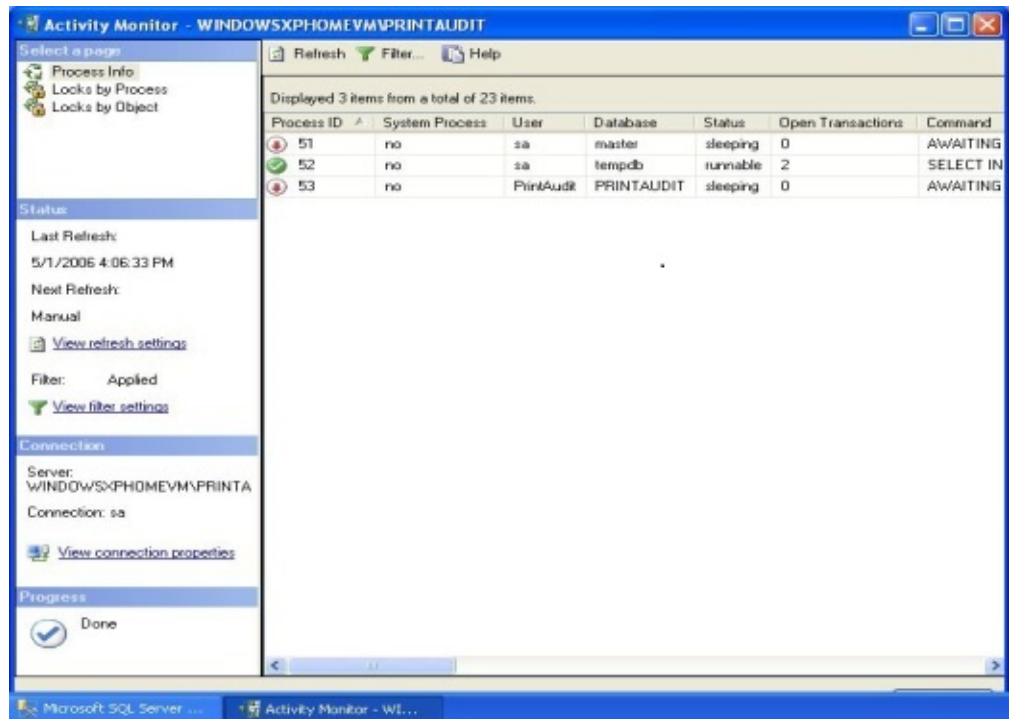 Activity Monitor - WINDOWSXPHOMEVM\PRINTAUDIT
Select a page
Process Info
Locks by Process
Locks by Object
Refresh Filter... Help
Displayed 3 items from a total of 23 items.
Process ID System Process User Database Status Open Transactions Command
51 no sa master sleeping 0 AWAITING
52 no sa tempdb runnable 2 SELECT IN
53 no PrintAudit PRINTAUDIT sleeping 0 AWAITING
Status
Last Refresh:
5/1/2006 4:06:33 PM
Next Refresh:
Manual
View refresh settings
Filter: Applied
View filter settings
Connection
Server:
WINDOWSXPHOMEVM\PRINTA
Connection: sa
View connection properties
Progress
Done
Microsoft SQL Server ... Activity Monitor - WI...